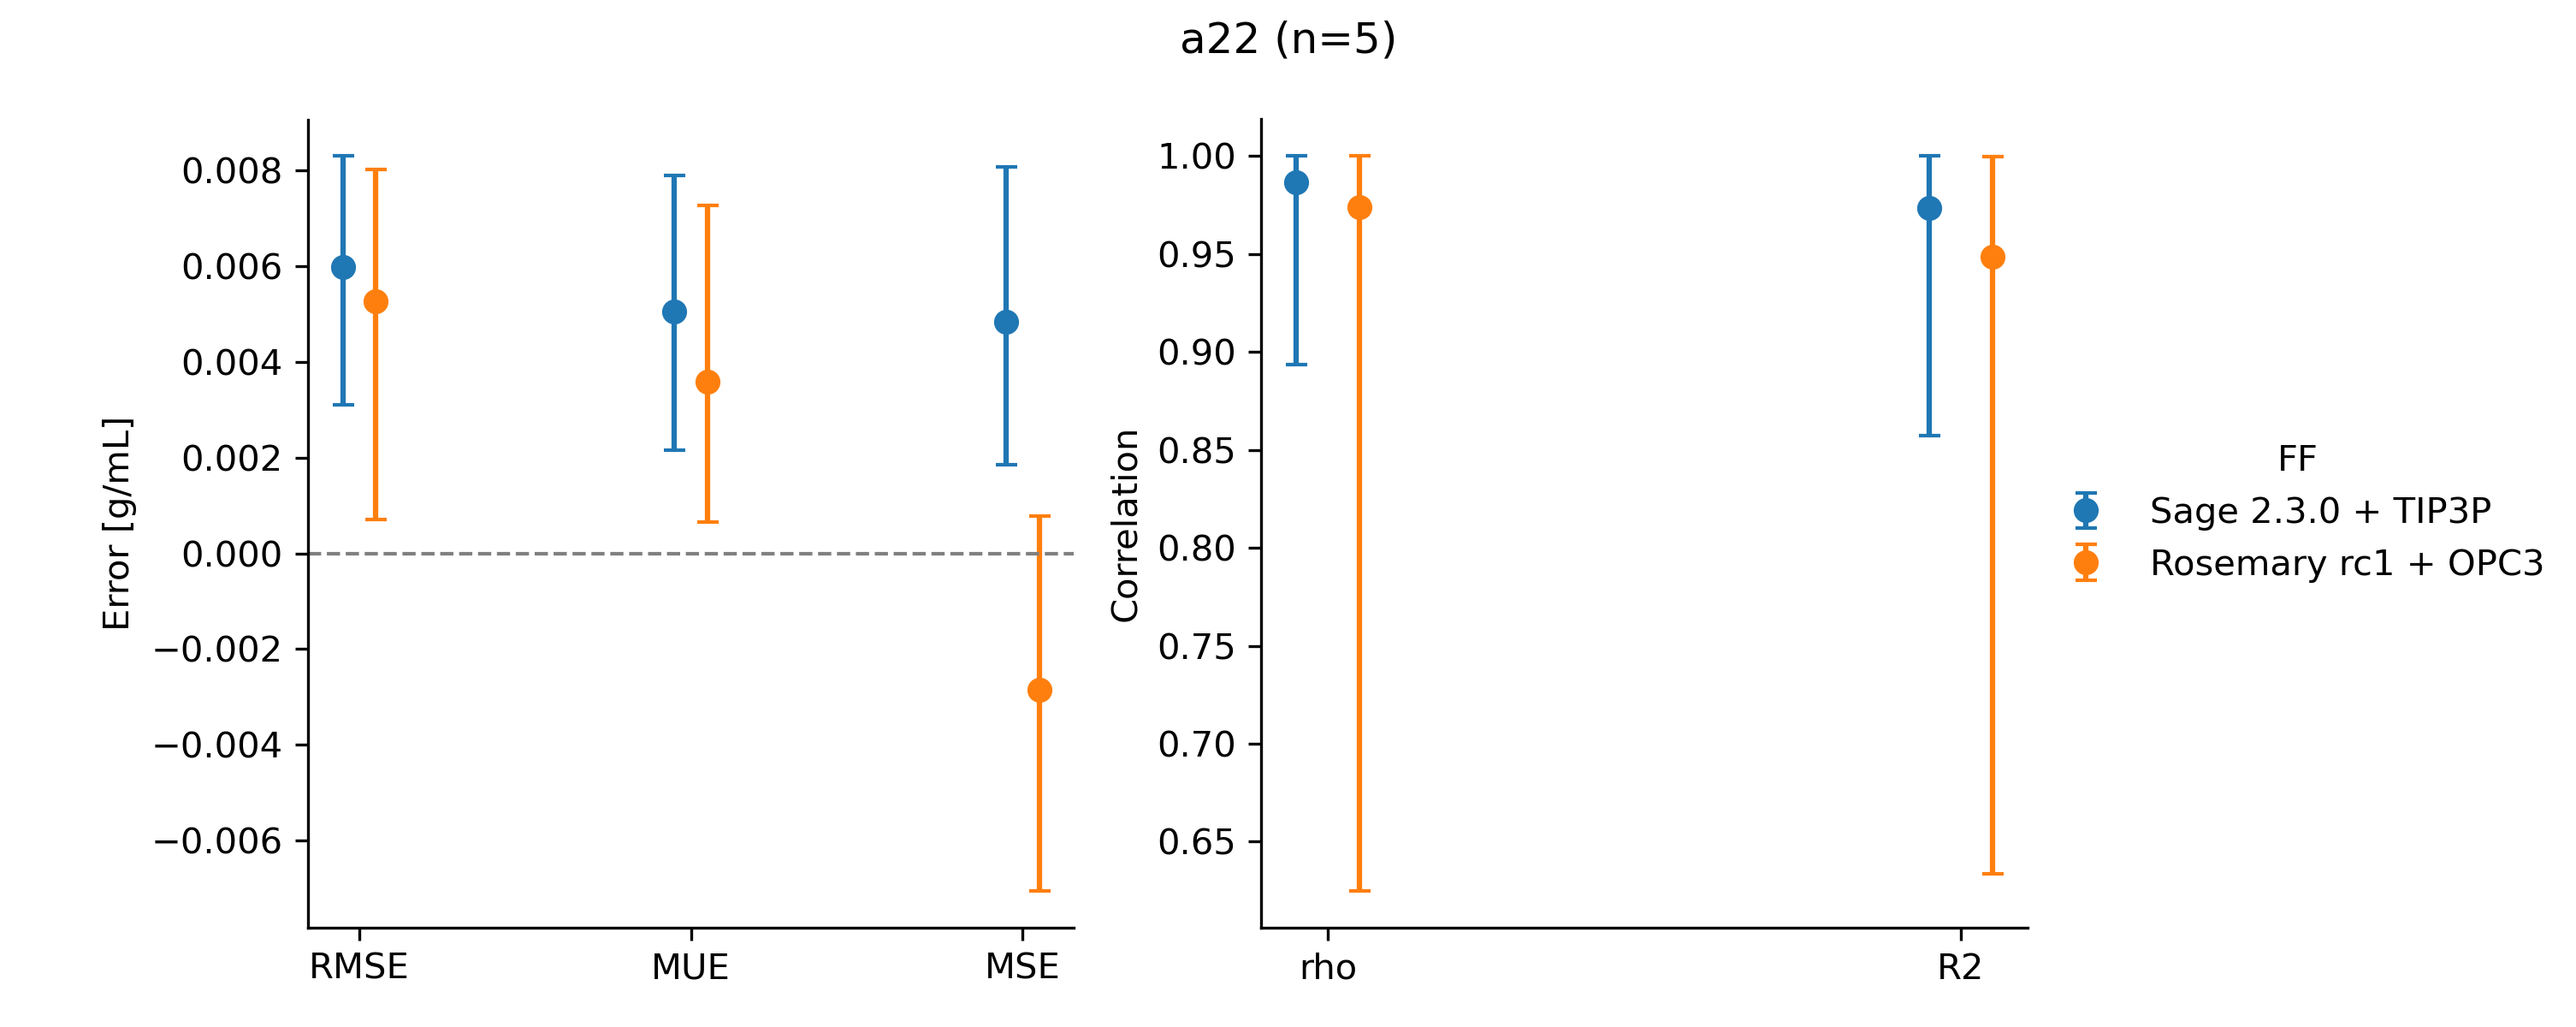 a22 (n=5)
Error [g/mL]
0.008
0.006
0.004
0.002
0.000
−0.002
−0.004
−0.006
RMSE
MUE
MSE
Correlation
1.00
0.95
0.90
0.85
0.80
0.75
0.70
0.65
rho
R2
FF
Sage 2.3.0 + TIP3P
Rosemary rc1 + OPC3